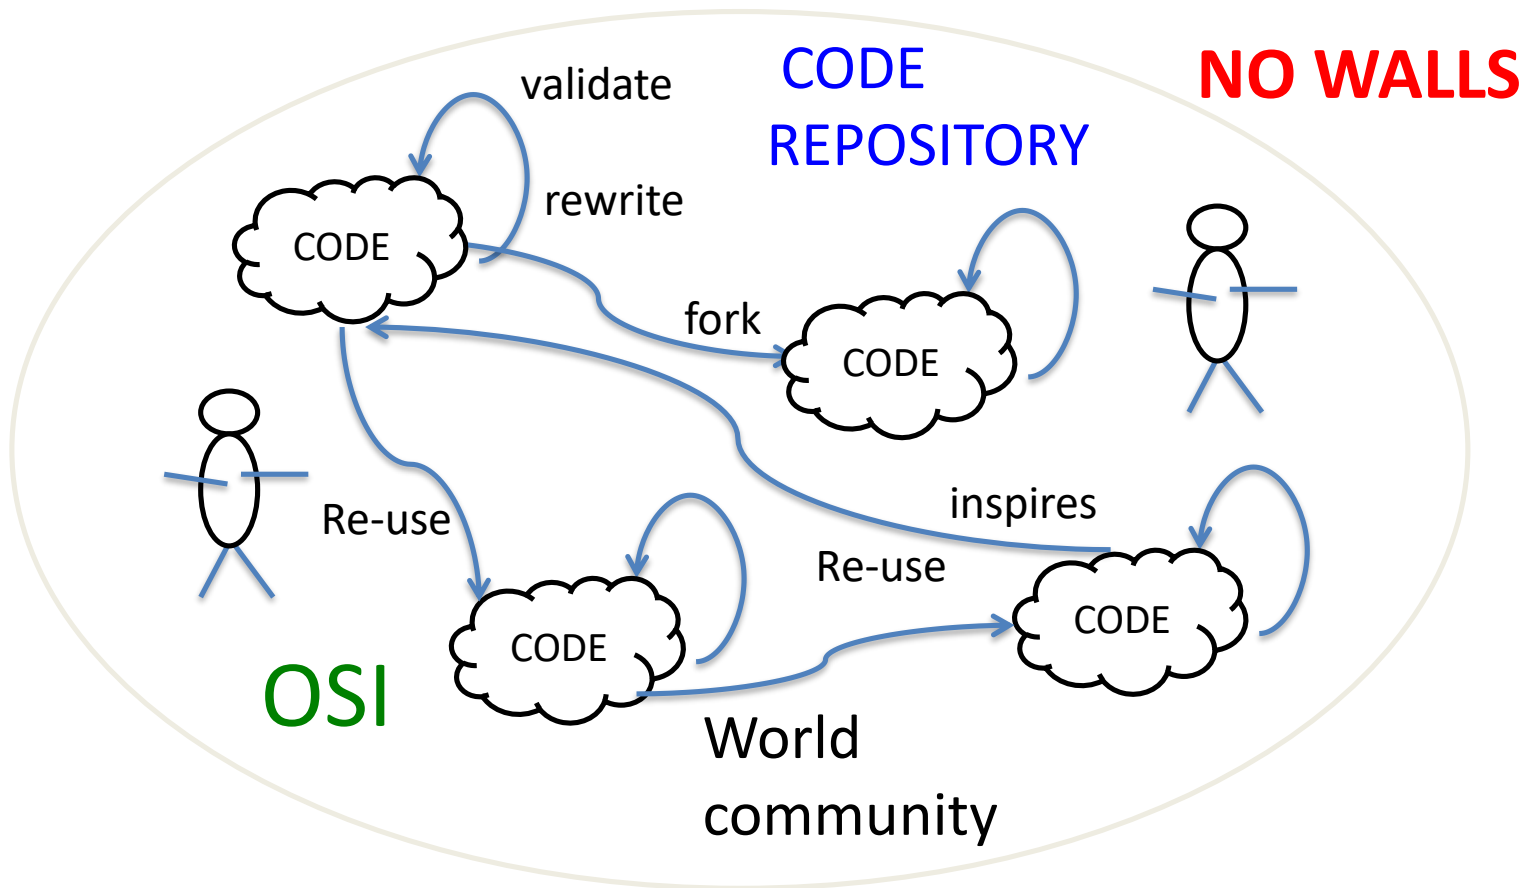 validate
CODE
REPOSITORY
NO WALLS
rewrite
CODE
fork
CODE
Re-use
inspires
Re-use
CODE
CODE
OSI
World
community